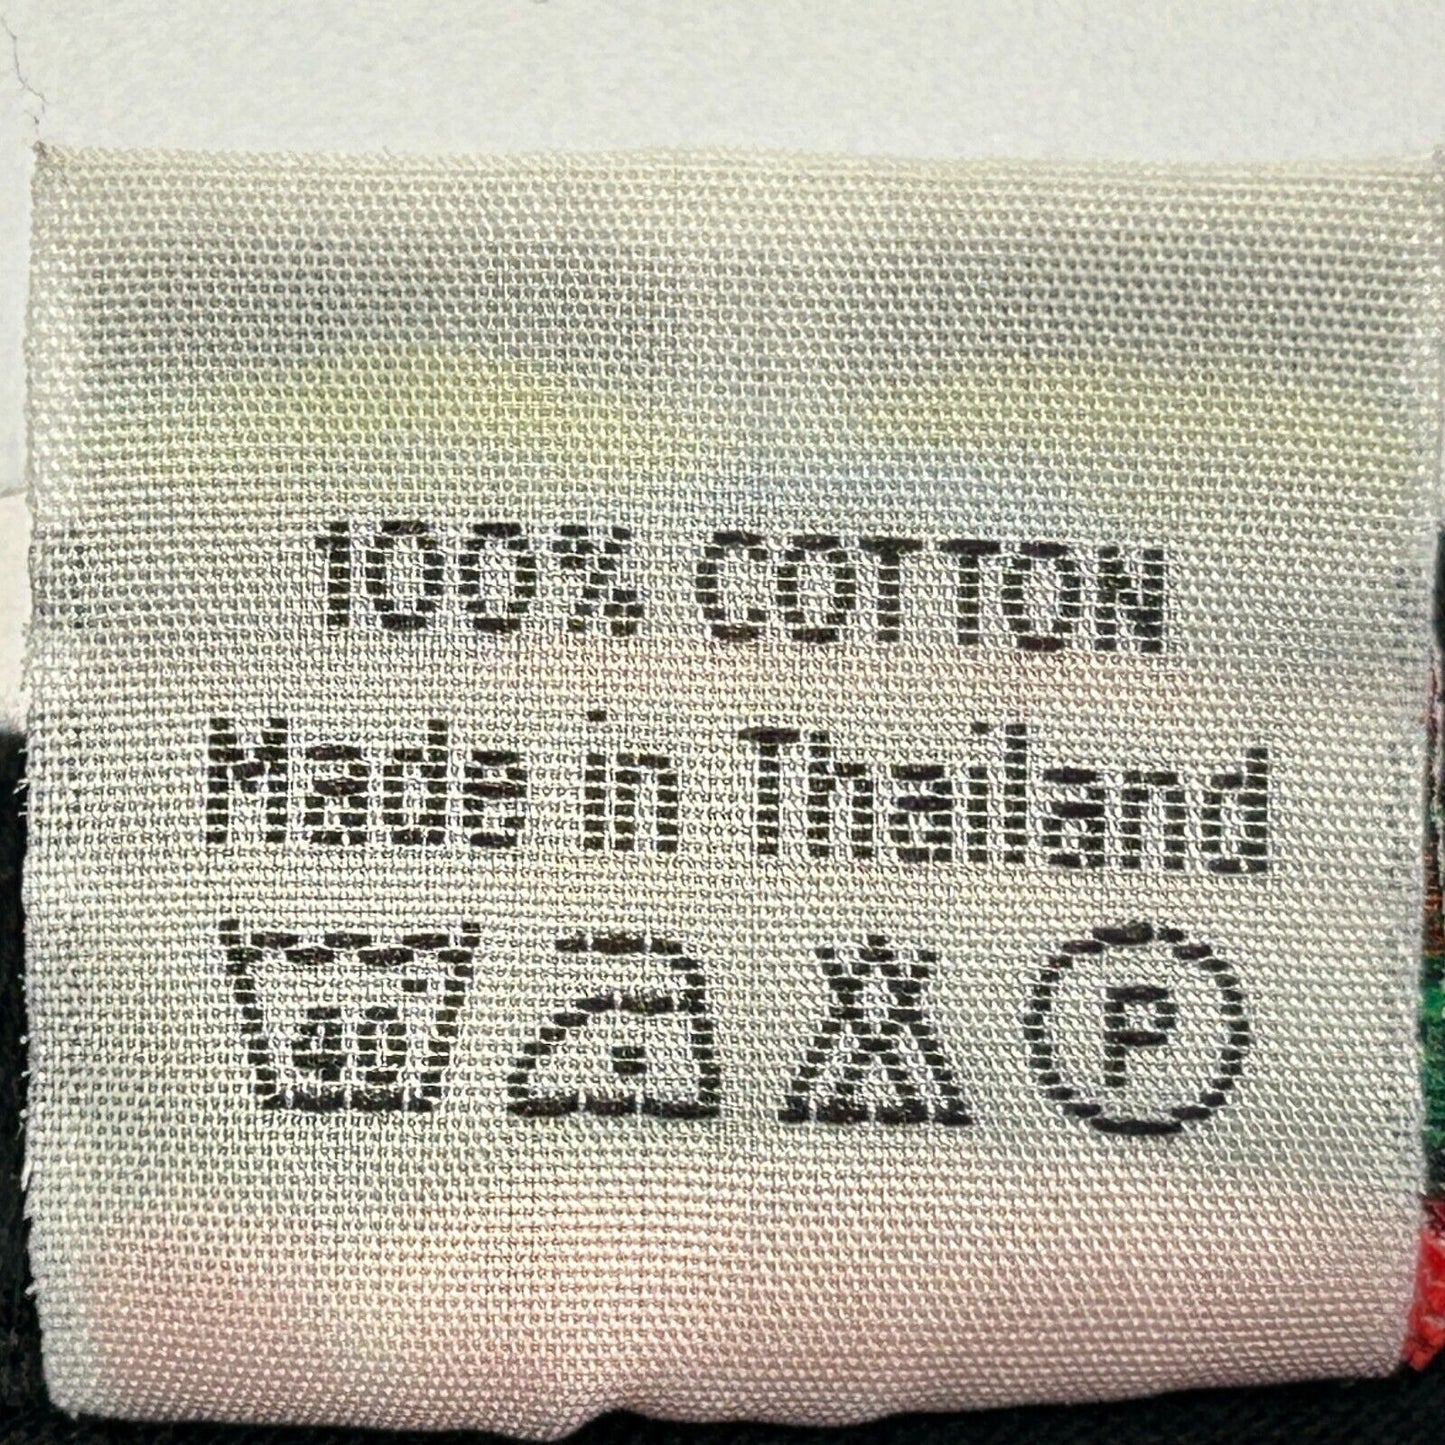 100% COTTON
Made in Thailand
P